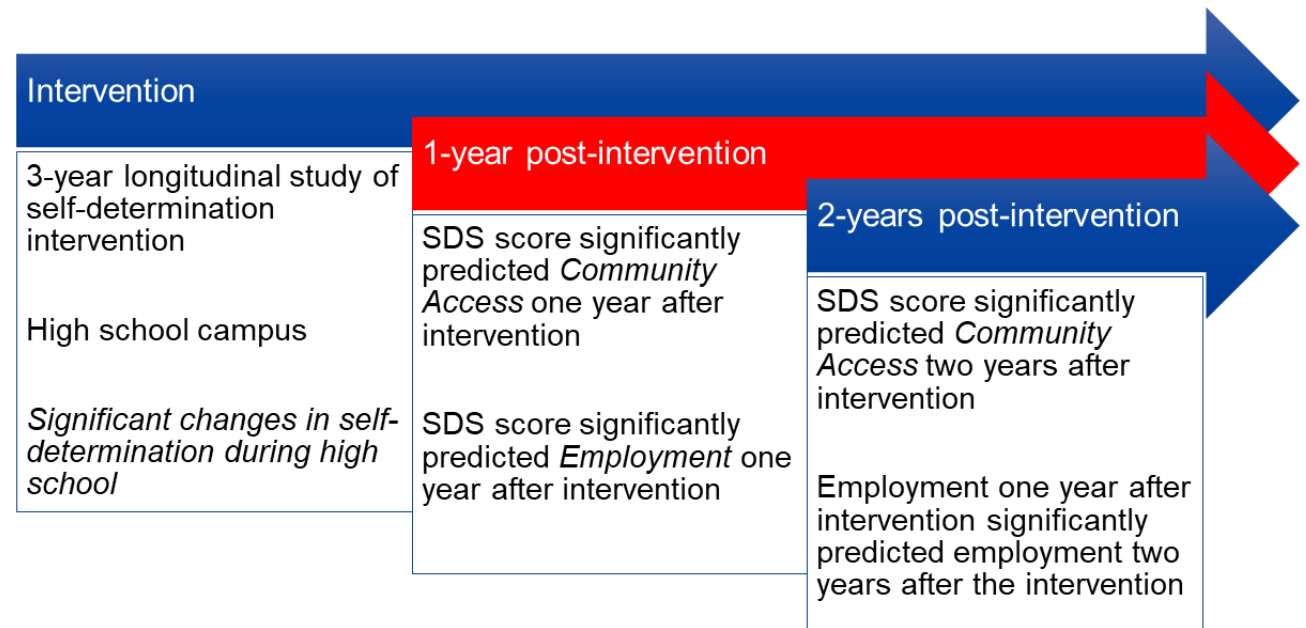 Intervention
3-year longitudinal study of
self-determination
intervention
High school campus
Significant changes in self-
determination during high
school
1-year post-intervention
SDS score significantly
predicted Community
Access one year after
intervention
SDS score significantly
predicted Employment one
year after intervention
2-years post-intervention
SDS score significantly
predicted Community
Access two years after
intervention
Employment one year after
intervention significantly
predicted employment two
years after the intervention